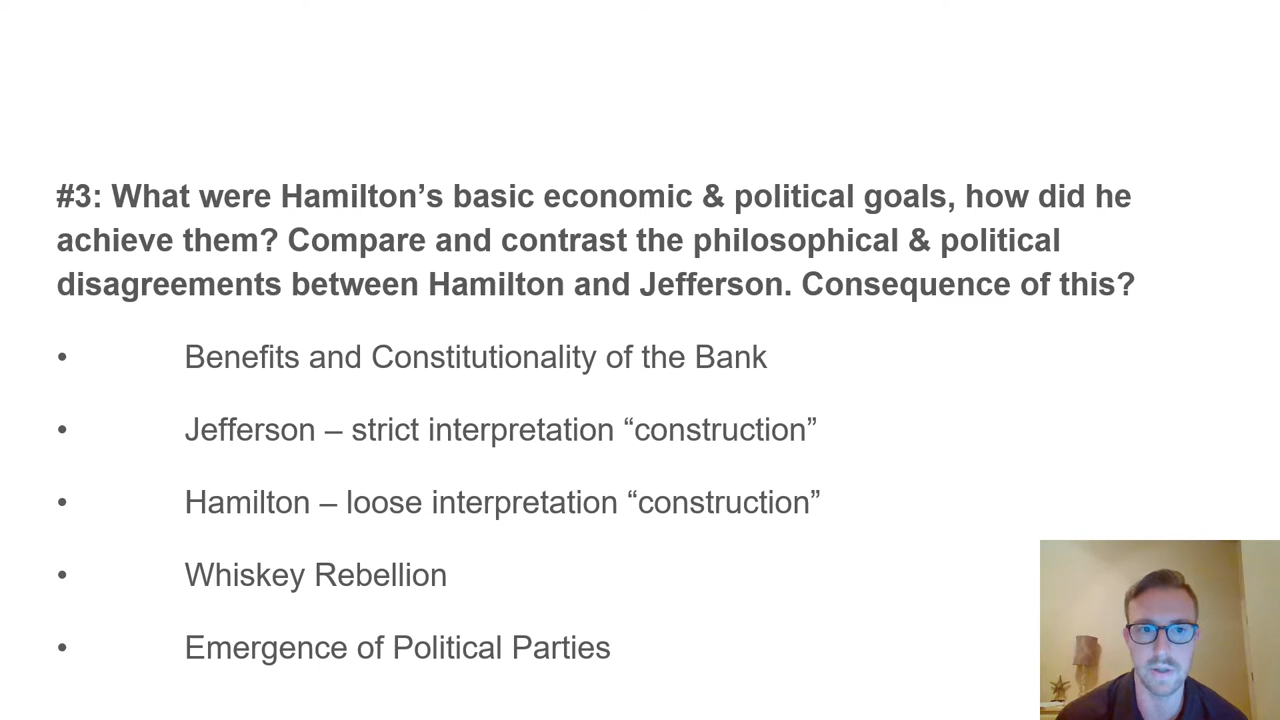 #3: What were Hamilton’s basic economic & political goals, how did he
achieve them? Compare and contrast the philosophical & political
disagreements between Hamilton and Jefferson. Consequence of this?
• Benefits and Constitutionality of the Bank
• Jefferson – strict interpretation “construction”
• Hamilton – loose interpretation “construction”
• Whiskey Rebellion
• Emergence of Political Parties